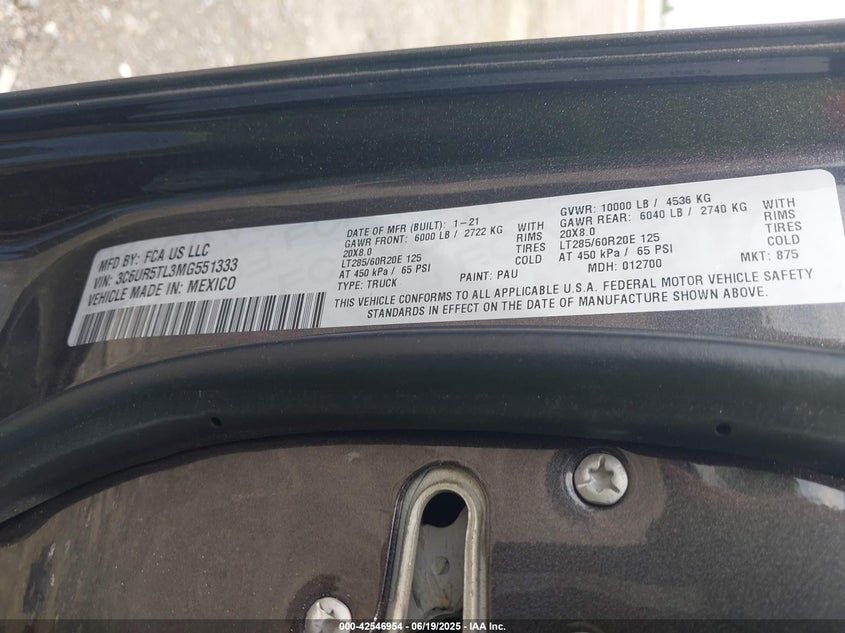 MFD BY: FCA US LLC
VIN: 3C6UR5TL3MG551333
VEHICLE MADE IN: MEXICO
DATE OF MFR (BUILT): 1-21
GAWR FRONT: 6000 LB / 2722 KG WITH
20X8.0 RIMS
LT285/60R20E 125 TIRES
AT 450 kPa / 65 PSI COLD
TYPE: TRUCK PAINT: PAU
GVWR: 10000 LB / 4536 KG
GAWR REAR: 6040 LB / 2740 KG WITH
20X8.0 RIMS
LT285/60R20E 125 TIRES
AT 450 kPa / 65 PSI COLD
MDH: 012700 MKT: 875
THIS VEHICLE CONFORMS TO ALL APPLICABLE U.S.A. FEDERAL MOTOR VEHICLE SAFETY
STANDARDS IN EFFECT ON THE DATE OF MANUFACTURE SHOWN ABOVE.
000-42546954 - 06/19/2025 - IAA Inc.